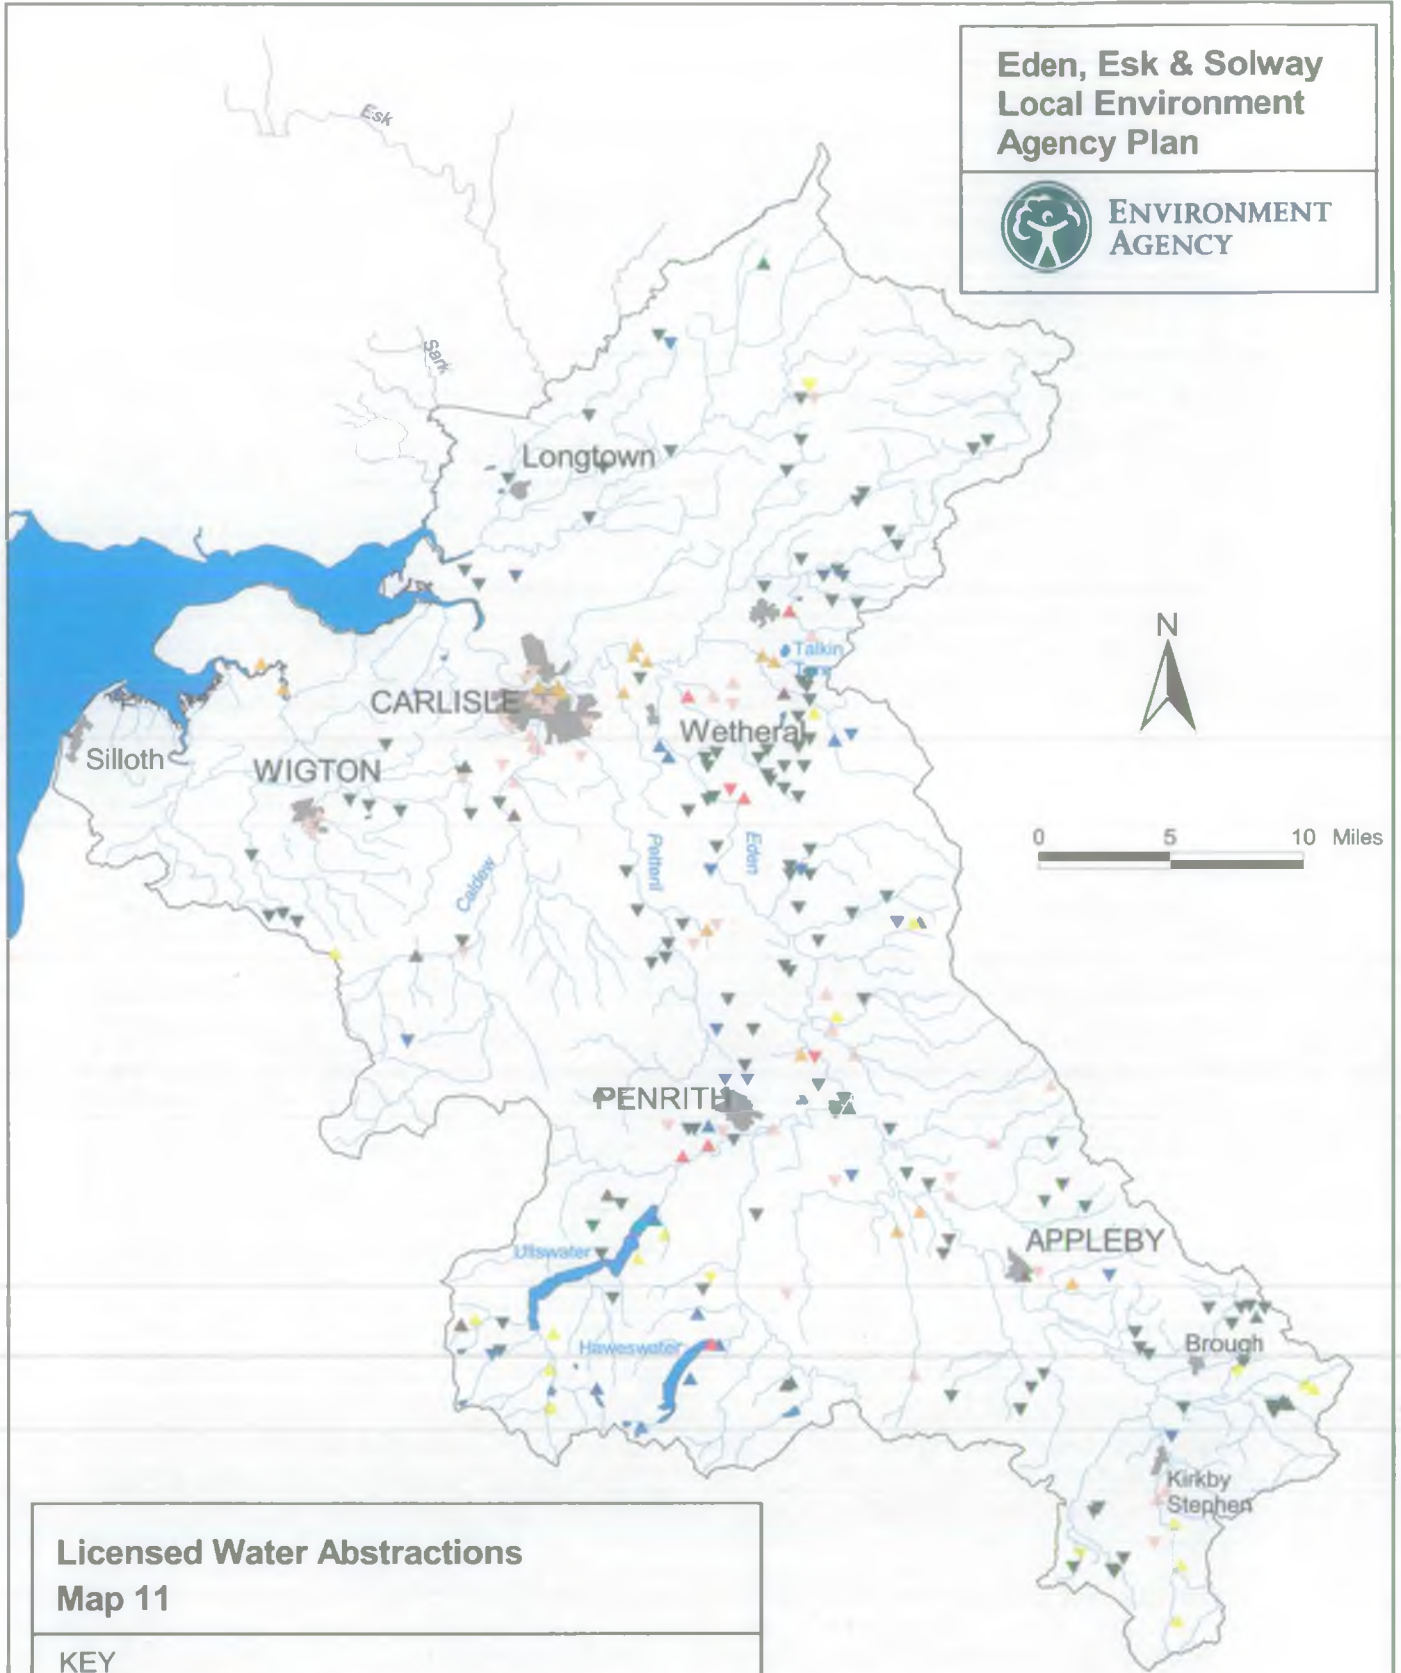 Eden, Esk & Solway
Local Environment
Agency Plan
ENVIRONMENT
AGENCY
Esk
Sark
Longtown
N
Talkin
Tarn
CARLISLE
Wetheral
Silloth
WIGTON
0 5 10 Miles
Petteril
Eden
Caldew
PENRITH
APPLEBY
Ullswater
Haweswater
Brough
Kirkby
Stephen
Licensed Water Abstractions
Map 11
KEY